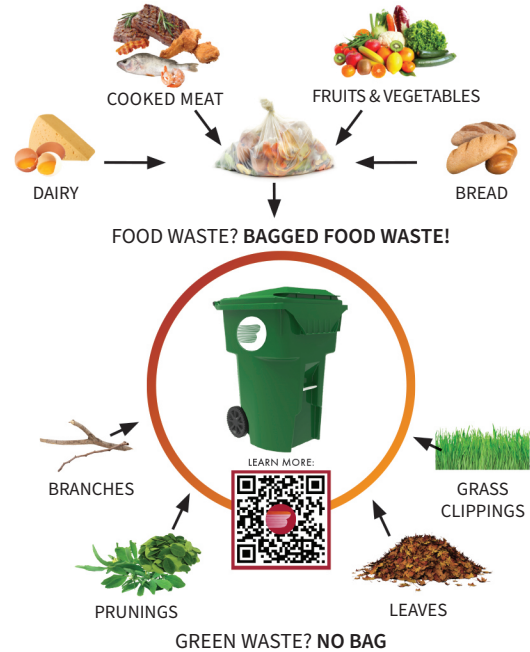 COOKED MEAT
FRUITS & VEGETABLES
DAIRY
BREAD
FOOD WASTE? BAGGED FOOD WASTE!
LEARN MORE:
BRANCHES
GRASS
CLIPPINGS
PRUNINGS
LEAVES
GREEN WASTE? NO BAG